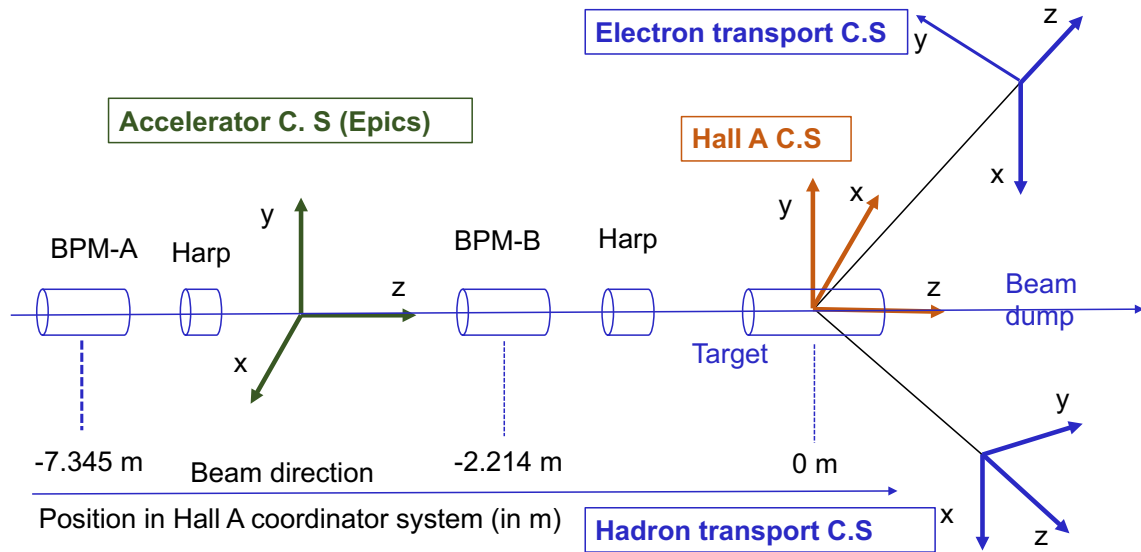 Electron transport C.S
z
y
x
Accelerator C. S (Epics)
Hall A C.S
y
x
z
BPM-A
Harp
y
z
x
BPM-B
Harp
Target
Beam
dump
-7.345 m
-2.214 m
0 m
Beam direction
Position in Hall A coordinator system (in m)
Hadron transport C.S
y
x
z